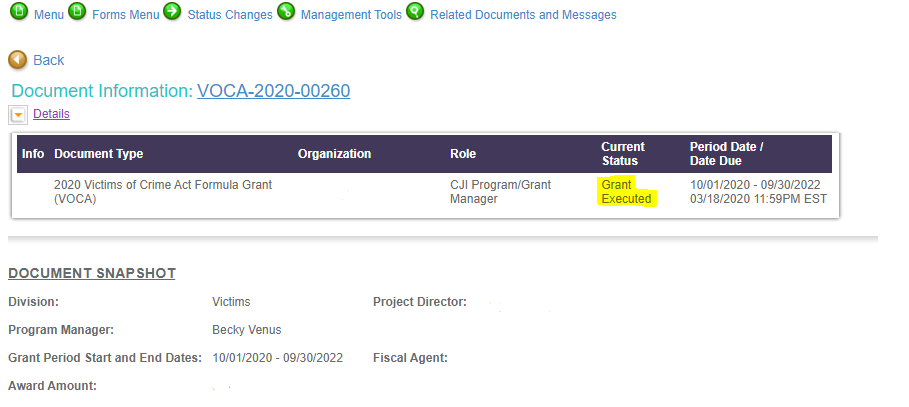 Menu Forms Menu Status Changes Management Tools Related Documents and Messages
Back
Document Information: VOCA-2020-00260
Details
Info Document Type Organization Role Current Status Period Date / Date Due
2020 Victims of Crime Act Formula Grant (VOCA) CJI Program/Grant Manager Grant Executed 10/01/2020 - 09/30/2022 03/18/2020 11:59PM EST
DOCUMENT SNAPSHOT
Division: Victims Project Director:
Program Manager: Becky Venus
Grant Period Start and End Dates: 10/01/2020 - 09/30/2022 Fiscal Agent:
Award Amount: